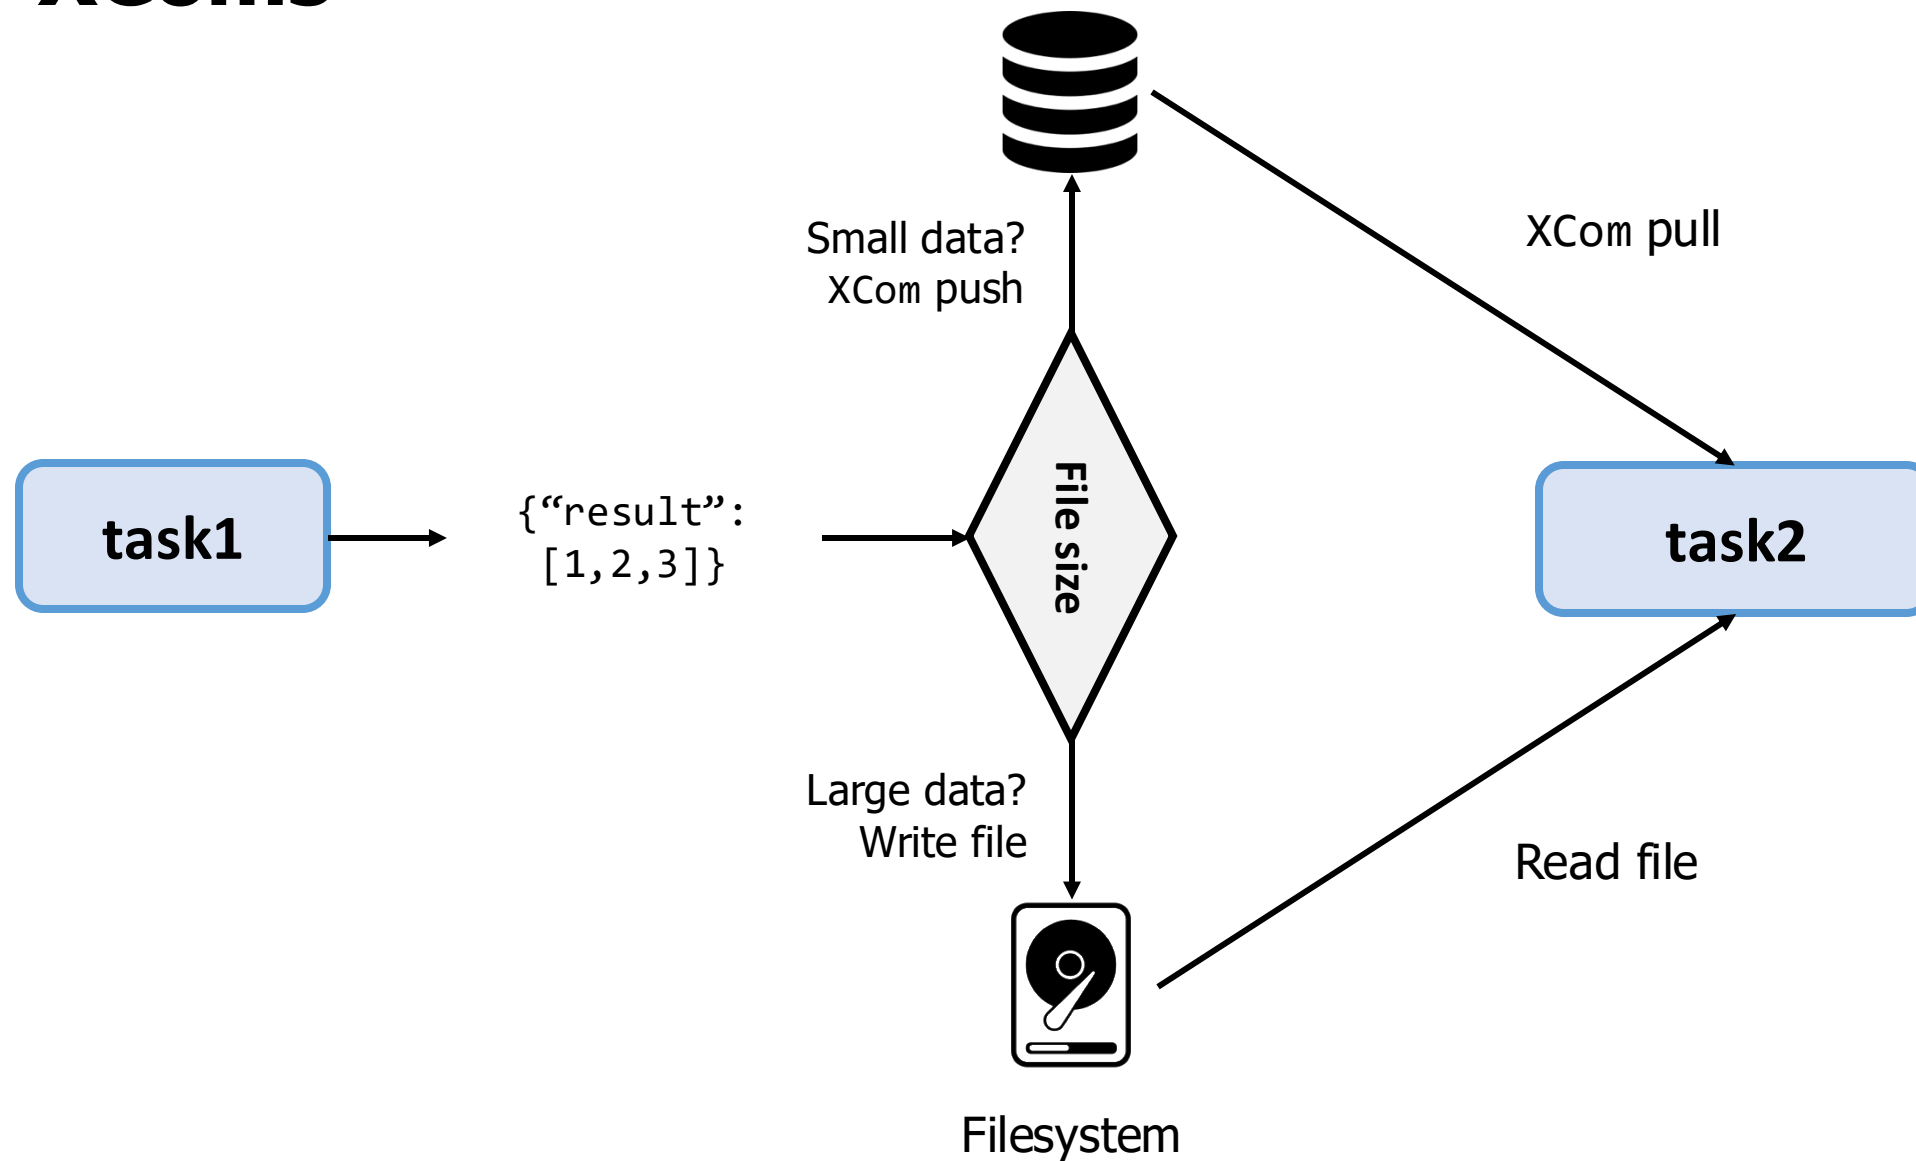 XComs
Small data?
XCom push
XCom pull
task1
{“result”:
[1,2,3]}
File size
task2
Large data?
Write file
Read file
Filesystem